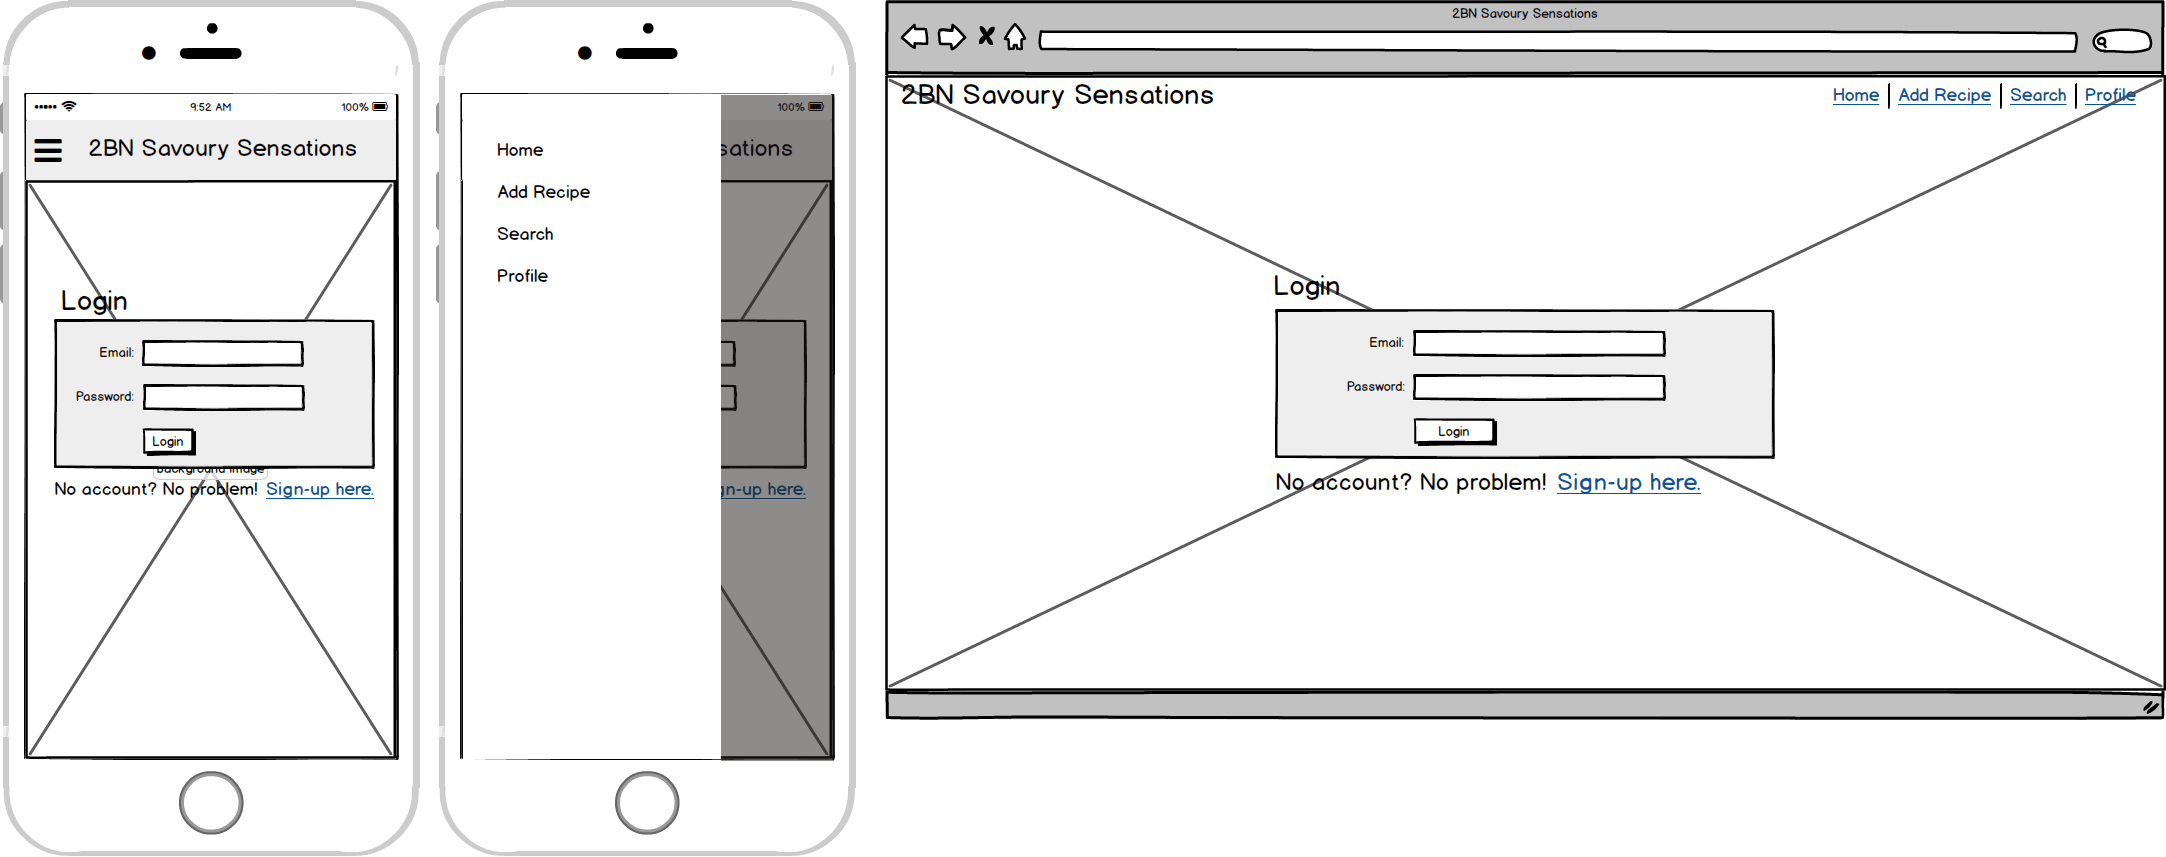 9:52 AM
100%
2BN Savoury Sensations
Login
Email:
Password:
Login
background image
No account? No problem! Sign-up here.
100%
sations
Home
Add Recipe
Search
Profile
gn-up here.
2BN Savoury Sensations
2BN Savoury Sensations
Home
Add Recipe
Search
Profile
Login
Email:
Password:
Login
No account? No problem! Sign-up here.